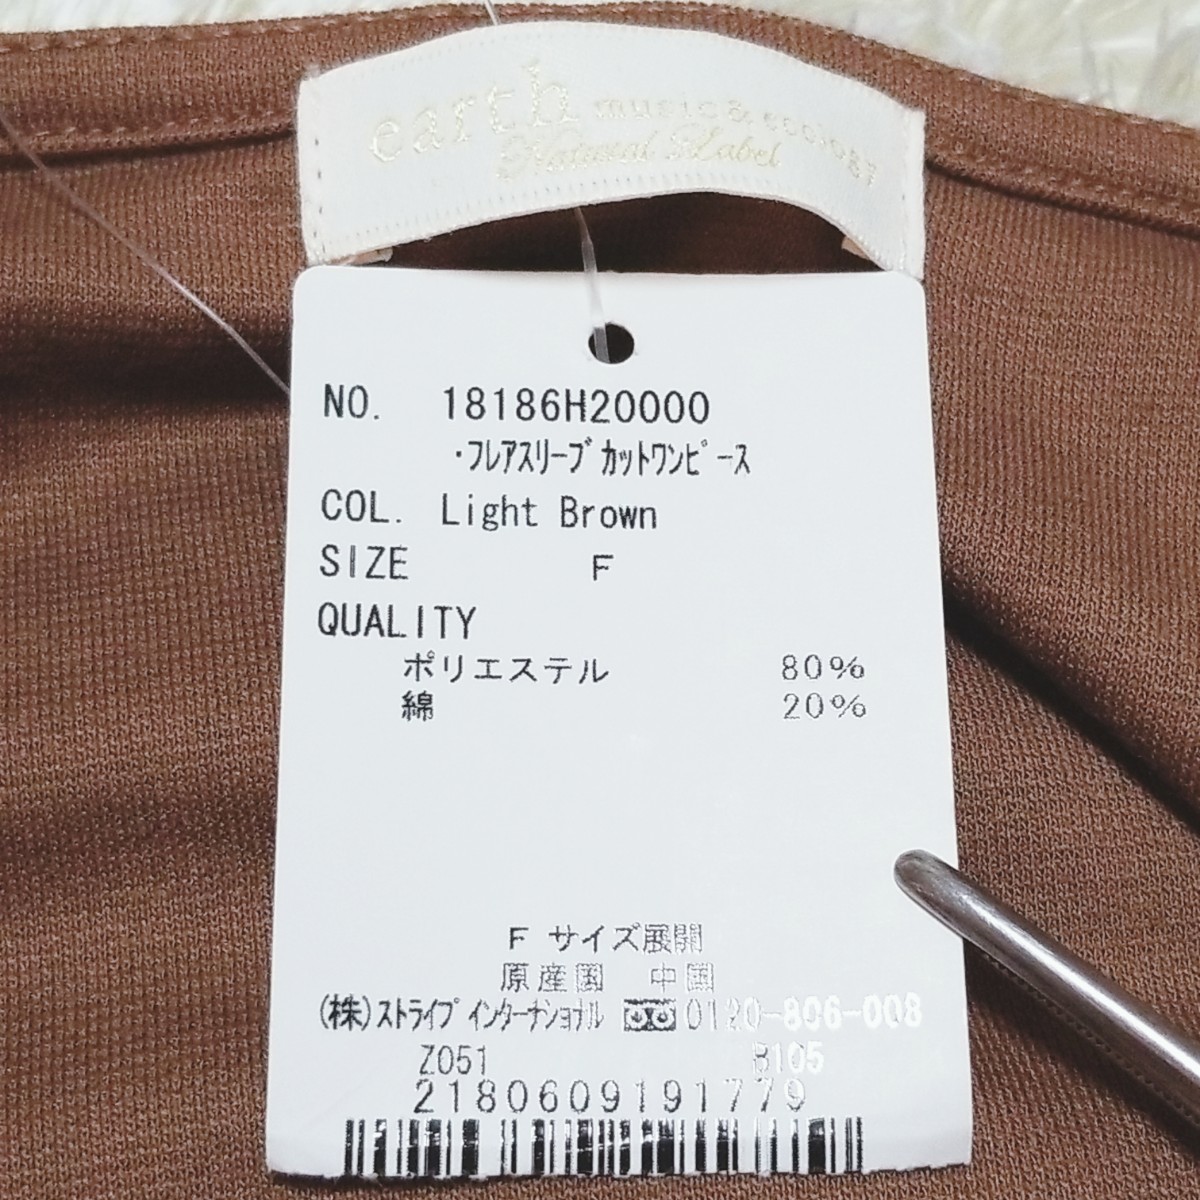 earth music&ecology
Natural Label
NO. 18186H20000
・フレアスリーブカットワンピース
COL. Light Brown
SIZE F
QUALITY
ポリエステル 80%
綿 20%
F サイズ展開
原産国 中国
(株)ストライプインターナショナル 0120-806-008
Z051 B105
2180609191779